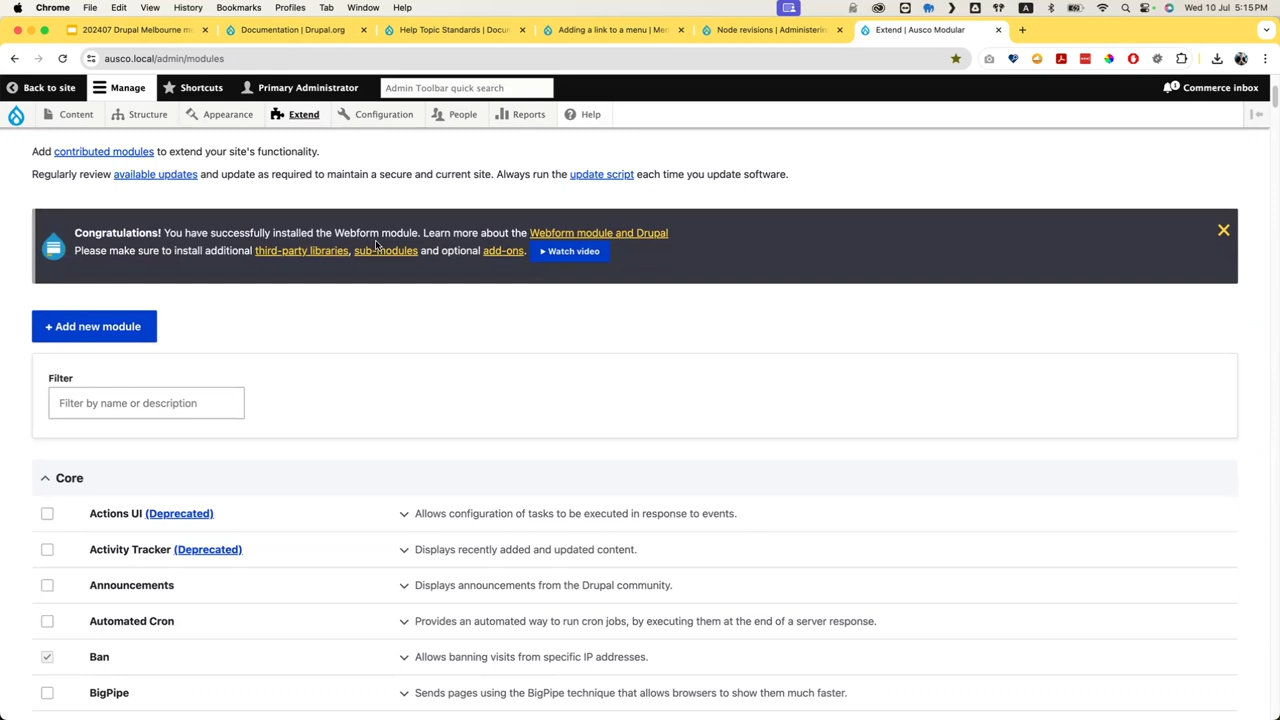 Chrome File Edit View History Bookmarks Profiles Tab Window Help Wed 10 Jul 5:15 PM
202407 Drupal Melbourne m Documentation | Drupal.org Help Topic Standards | Docu Adding a link to a menu | Men Node revisions | Administerin Extend | Ausco Modular
ausco.local/admin/modules
Back to site Manage Shortcuts Primary Administrator Admin Toolbar quick search 1 Commerce inbox
Content Structure Appearance Extend Configuration People Reports Help
Add contributed modules to extend your site's functionality.
Regularly review available updates and update as required to maintain a secure and current site. Always run the update script each time you update software.
Congratulations! You have successfully installed the Webform module. Learn more about the Webform module and Drupal
Please make sure to install additional third-party libraries, sub-modules and optional add-ons. Watch video
+ Add new module
Filter
Filter by name or description
Core
Actions UI (Deprecated) Allows configuration of tasks to be executed in response to events.
Activity Tracker (Deprecated) Displays recently added and updated content.
Announcements Displays announcements from the Drupal community.
Automated Cron Provides an automated way to run cron jobs, by executing them at the end of a server response.
Ban Allows banning visits from specific IP addresses.
BigPipe Sends pages using the BigPipe technique that allows browsers to show them much faster.